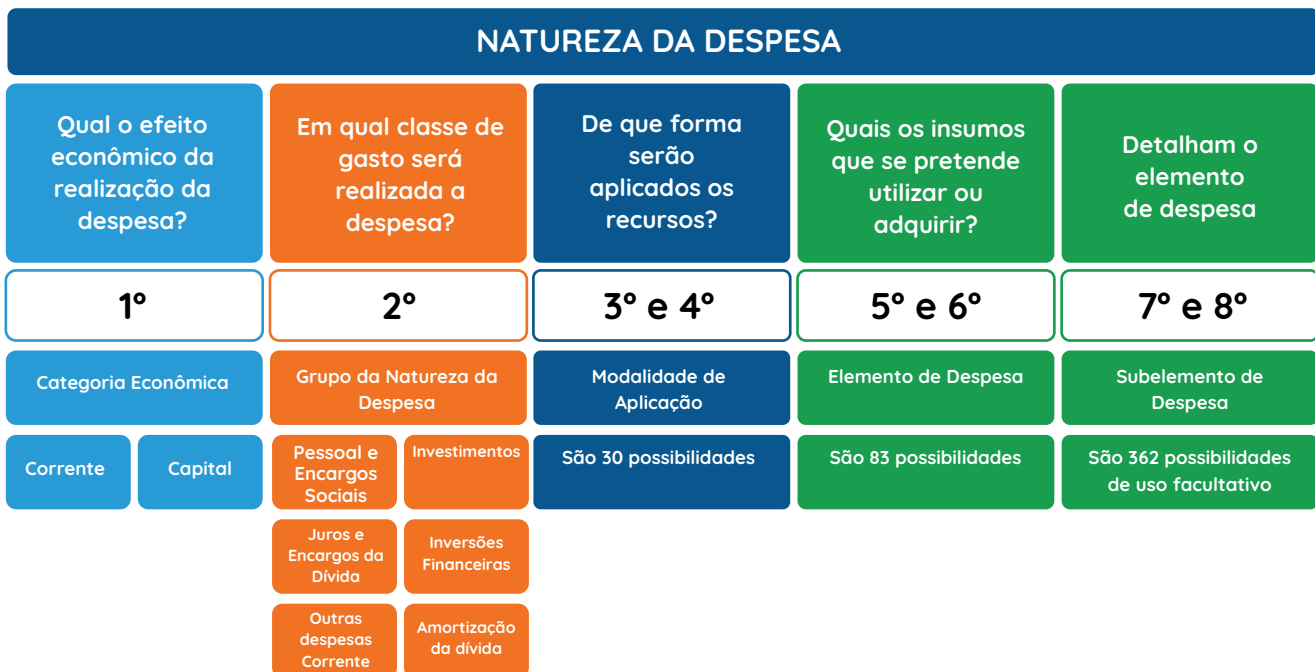 NATUREZA DA DESPESA
Qual o efeito
econômico da
realização da
despesa?
Em qual classe de
gasto será
realizada a
despesa?
De que forma
serão
aplicados os
recursos?
Quais os insumos
que se pretende
utilizar ou
adquirir?
Detalham o
elemento
de despesa
1º
2º
3º e 4º
5º e 6º
7º e 8º
Categoria Econômica
Grupo da Natureza da
Despesa
Modalidade de
Aplicação
Elemento de Despesa
Subelemento de
Despesa
Corrente
Capital
Pessoal e
Encargos
Sociais
Investimentos
São 30 possibilidades
São 83 possibilidades
São 362 possibilidades
de uso facultativo
Juros e
Encargos da
Dívida
Inversões
Financeiras
Outras
despesas
Corrente
Amortização
da dívida